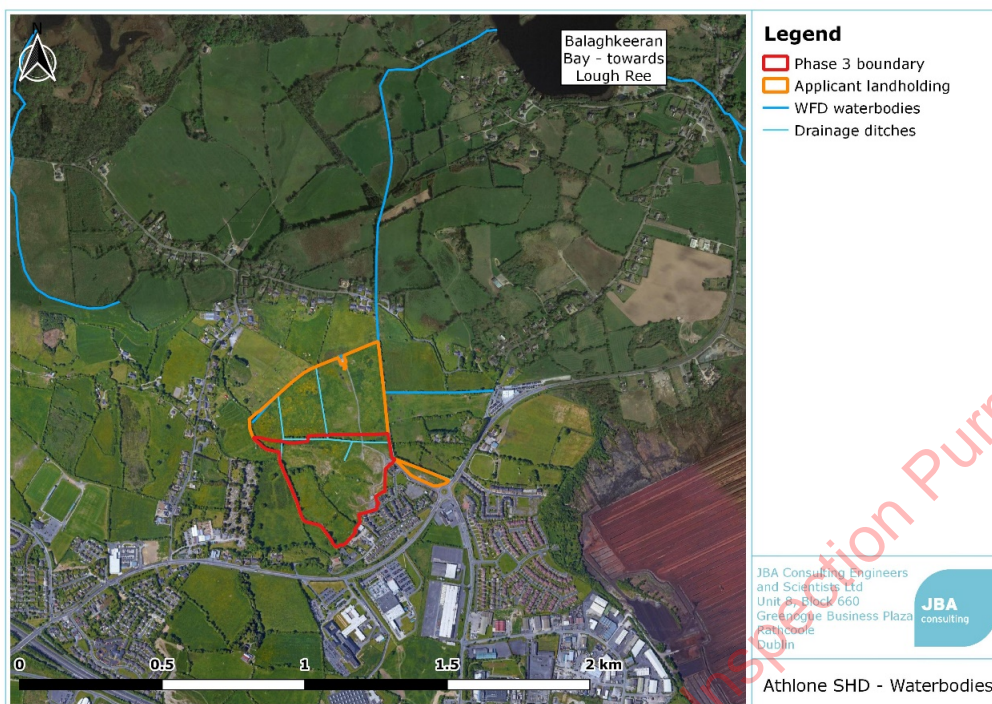 N
Balaghkeeran
Bay - towards
Lough Ree
0
0.5
1
1.5
2 km
Legend
Phase 3 boundary
Applicant landholding
WFD waterbodies
Drainage ditches
JBA Consulting Engineers
and Scientists Ltd
Unit 8, Block 660
Greenogue Business Plaza
Rathcoole
Dublin
JBA
consulting
Athlone SHD - Waterbodies